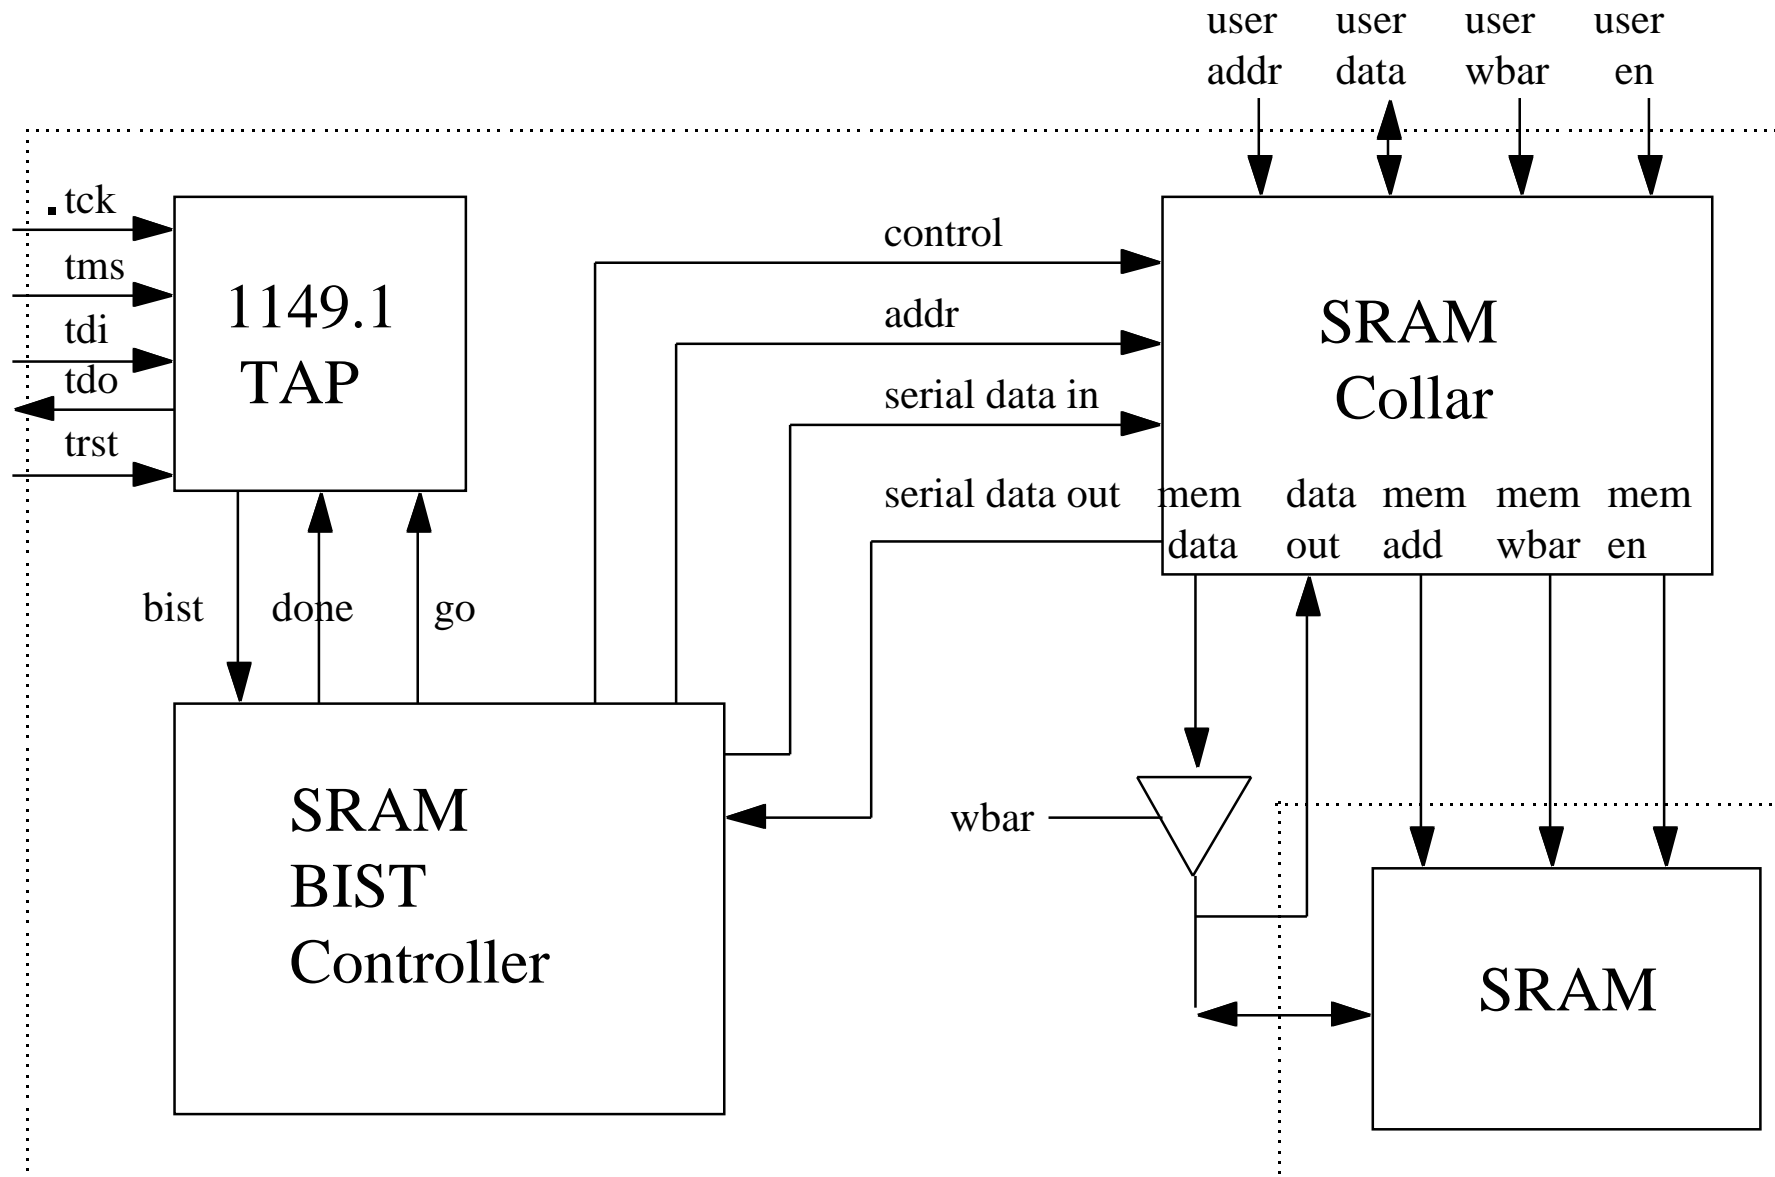 user user user user
addr data wbar en
tck
tms
tdi
tdo
trst
1149.1
TAP
control
addr
serial data in
serial data out
SRAM
Collar
mem data mem mem mem
data out add wbar en
bist done go
SRAM
BIST
Controller
wbar
SRAM